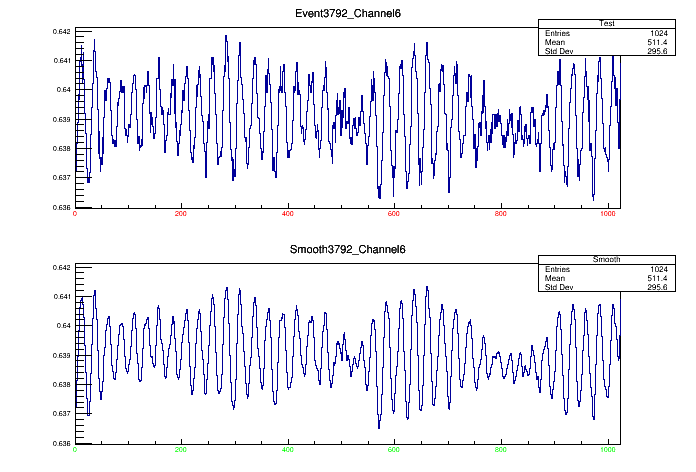 Event3792_Channel6
Test
Entries 1024
Mean 511.4
Std Dev 295.6
0.642
0.641
0.64
0.639
0.638
0.637
0.636
0 200 400 600 800 1000
Smooth3792_Channel6
Smooth
Entries 1024
Mean 511.4
Std Dev 295.6
0.642
0.641
0.64
0.639
0.638
0.637
0.636
0 200 400 600 800 1000